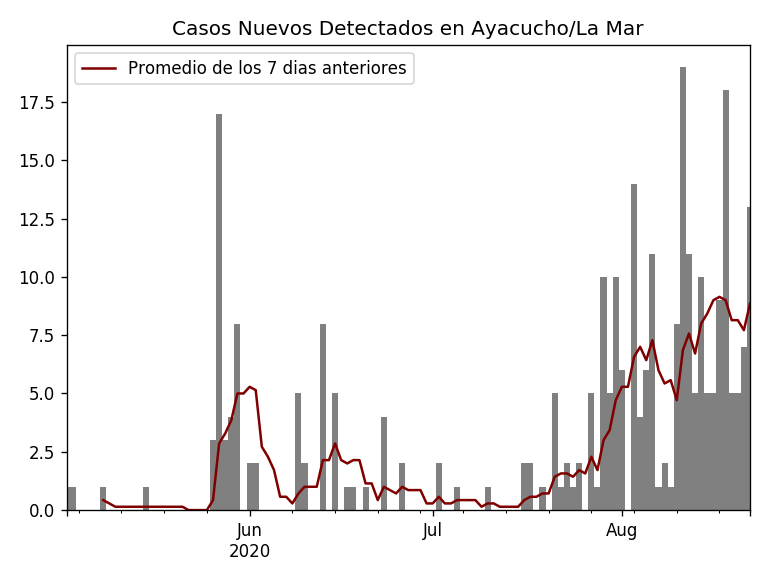 Casos Nuevos Detectados en Ayacucho/La Mar
Promedio de los 7 dias anteriores
17.5
15.0
12.5
10.0
7.5
5.0
2.5
0.0
Jun
2020
Jul
Aug